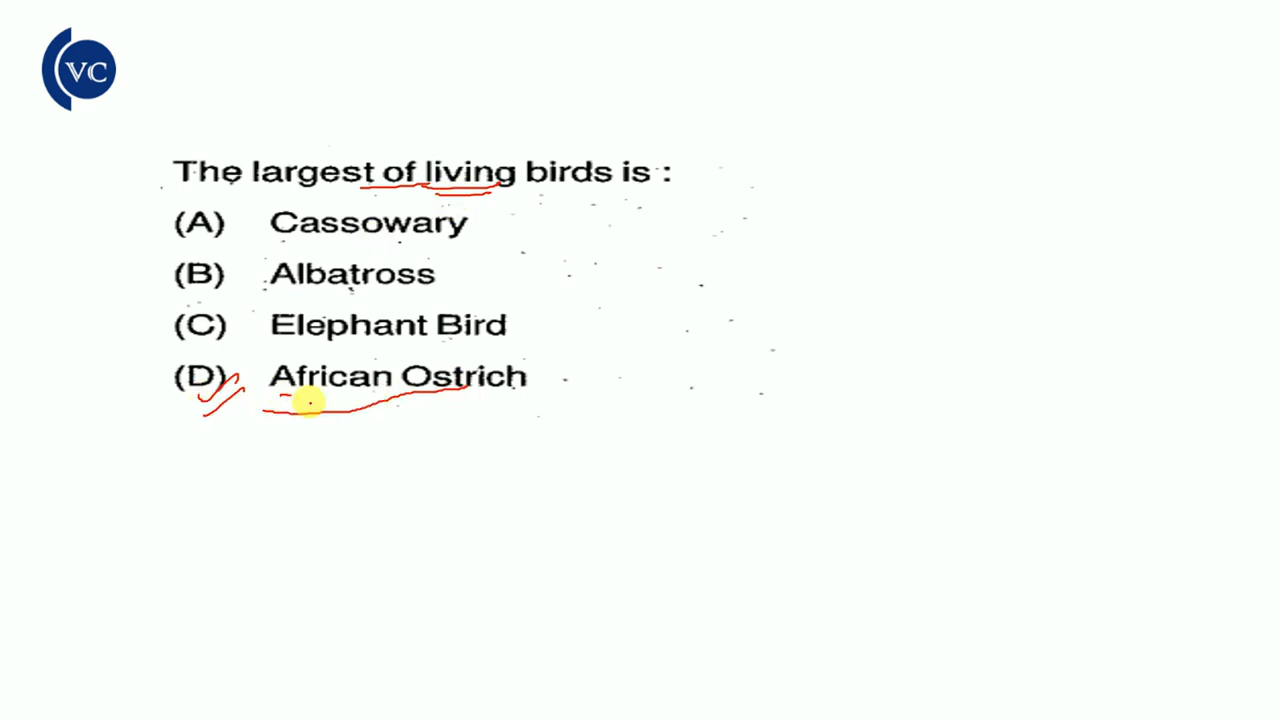 VC
The largest of living birds is :
(A) Cassowary
(B) Albatross
(C) Elephant Bird
(D) African Ostrich